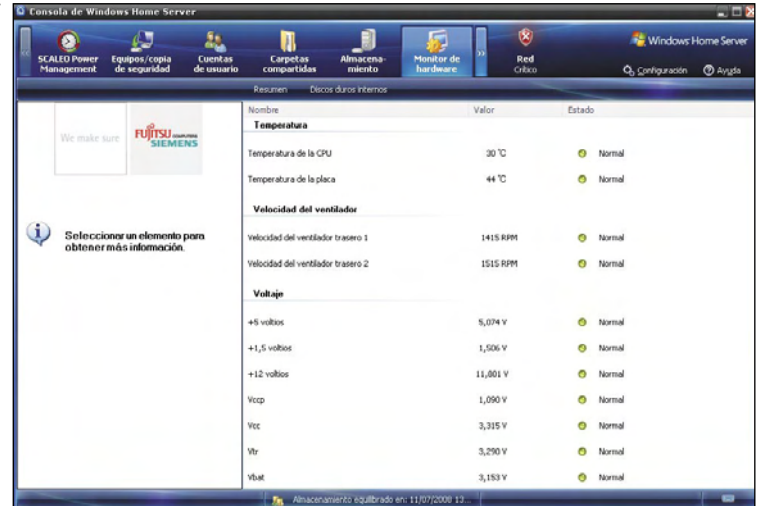 Consola de Windows Home Server
SCALEO Power Management
Equipos/copia de seguridad
Cuentas de usuario
Carpetas compartidas
Almacena-miento
Monitor de hardware
Red
Crítico
Windows Home Server
Configuración
Ayuda
Resumen Discos duros internos
We make sure
FUJITSU COMPUTERS
SIEMENS
Seleccionar un elemento para
obtener más información.
Nombre Valor Estado
Temperatura
Temperatura de la CPU 30 °C Normal
Temperatura de la placa 44 °C Normal
Velocidad del ventilador
Velocidad del ventilador trasero 1 1415 RPM Normal
Velocidad del ventilador trasero 2 1515 RPM Normal
Voltaje
+5 voltios 5,074 V Normal
+1,5 voltios 1,506 V Normal
+12 voltios 11,801 V Normal
Vccp 1,090 V Normal
Vcc 3,315 V Normal
Vtr 3,290 V Normal
Vbat 3,153 V Normal
Almacenamiento equilibrado en: 11/07/2008 13...